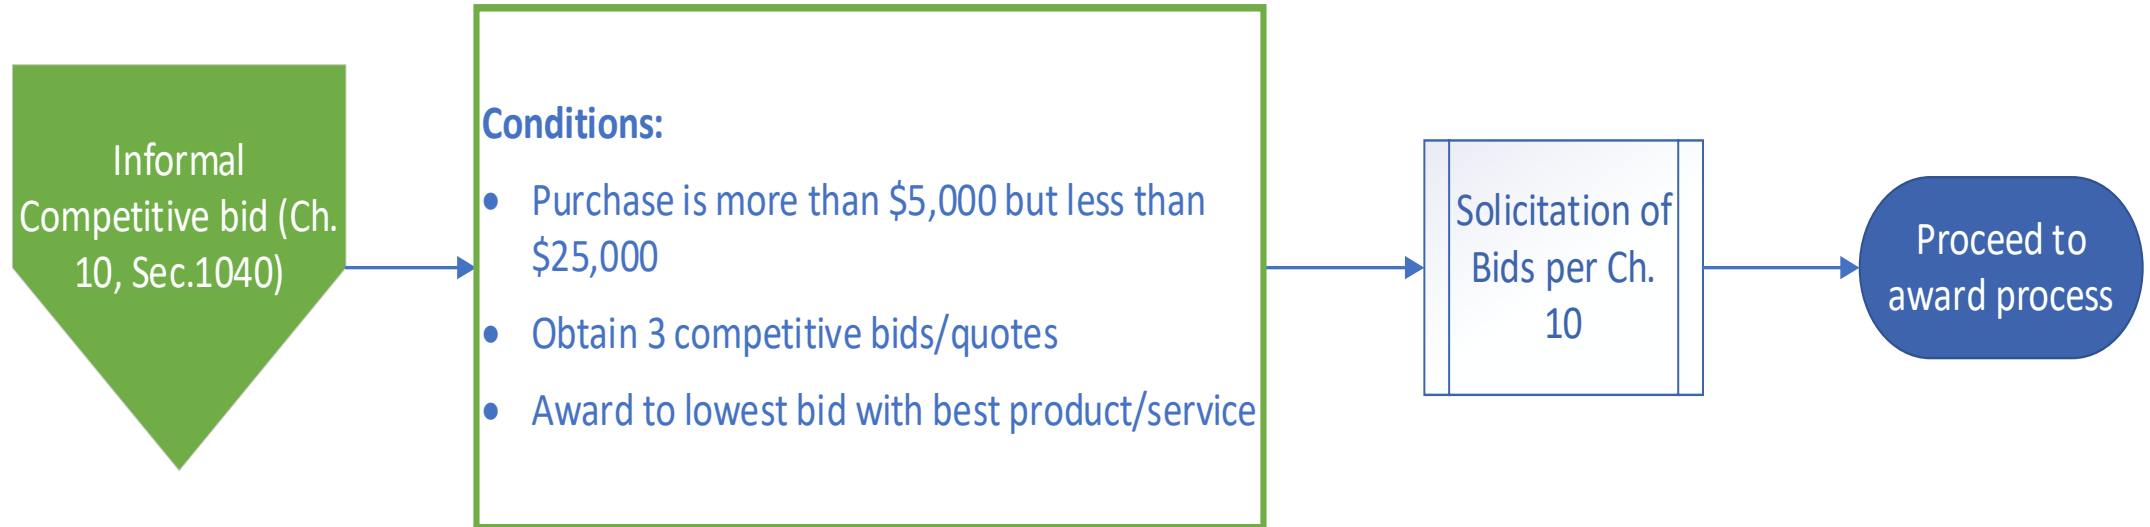 Informal
Competitive bid (Ch.
10, Sec.1040)
Conditions:
• Purchase is more than $5,000 but less than
$25,000
• Obtain 3 competitive bids/quotes
• Award to lowest bid with best product/service
Solicitation of
Bids per Ch.
10
Proceed to
award process